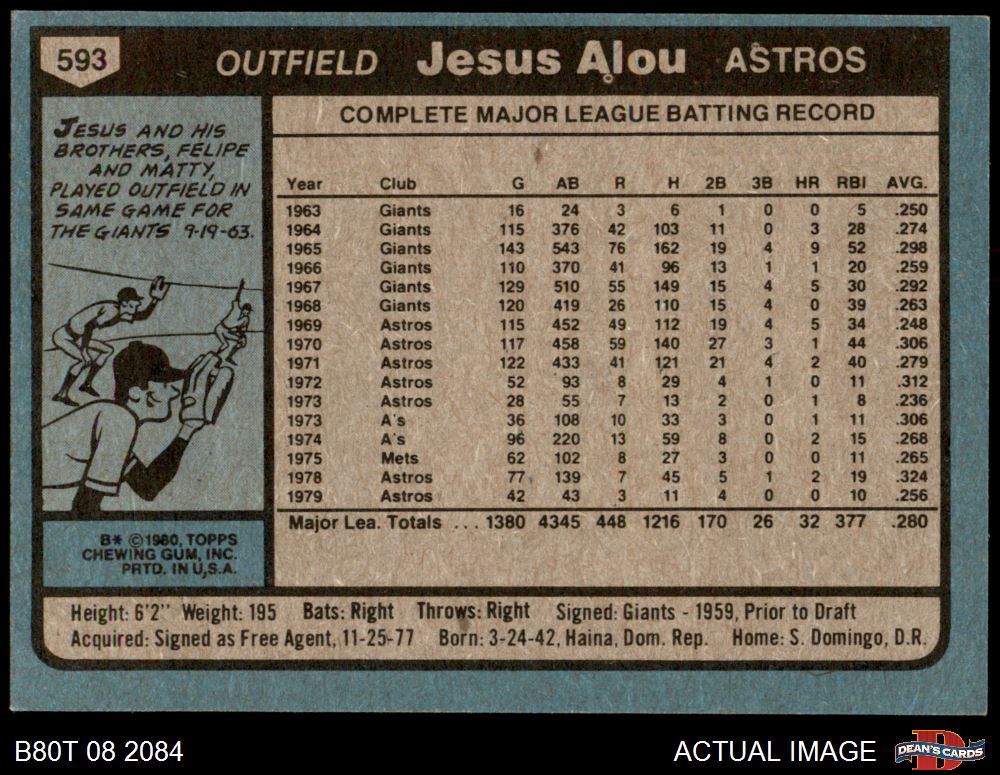 593 OUTFIELD Jesus Alou ASTROS
JESUS AND HIS
BROTHERS, FELIPE
AND MATTY,
PLAYED OUTFIELD IN
SAME GAME FOR
THE GIANTS 9-19-63.
COMPLETE MAJOR LEAGUE BATTING RECORD
Year Club G AB R H 2B 3B HR RBI AVG.
1963 Giants 16 24 3 6 1 0 0 5 .250
1964 Giants 115 376 42 103 11 0 3 28 .274
1965 Giants 143 543 76 162 19 4 9 52 .298
1966 Giants 110 370 41 96 13 1 1 20 .259
1967 Giants 129 510 55 149 15 4 5 30 .292
1968 Giants 120 419 26 110 15 4 0 39 .263
1969 Astros 115 452 49 112 19 4 5 34 .248
1970 Astros 117 458 59 140 27 3 1 44 .306
1971 Astros 122 433 41 121 21 4 2 40 .279
1972 Astros 52 93 8 29 4 1 0 11 .312
1973 Astros 28 55 7 13 2 0 1 8 .236
1973 A's 36 108 10 33 3 0 1 11 .306
1974 A's 96 220 13 59 8 0 2 15 .268
1975 Mets 62 102 8 27 3 0 0 11 .265
1978 Astros 77 139 7 45 5 1 2 19 .324
1979 Astros 42 43 3 11 4 0 0 10 .256
Major Lea. Totals ... 1380 4345 448 1216 170 26 32 377 .280
B* ©1980, TOPPS
CHEWING GUM, INC.
PRTD. IN U.S.A.
Height: 6'2" Weight: 195 Bats: Right Throws: Right Signed: Giants - 1959, Prior to Draft
Acquired: Signed as Free Agent, 11-25-77 Born: 3-24-42, Haina, Dom. Rep. Home: S. Domingo, D.R.
B80T 08 2084 ACTUAL IMAGE DEAN'S CARDS